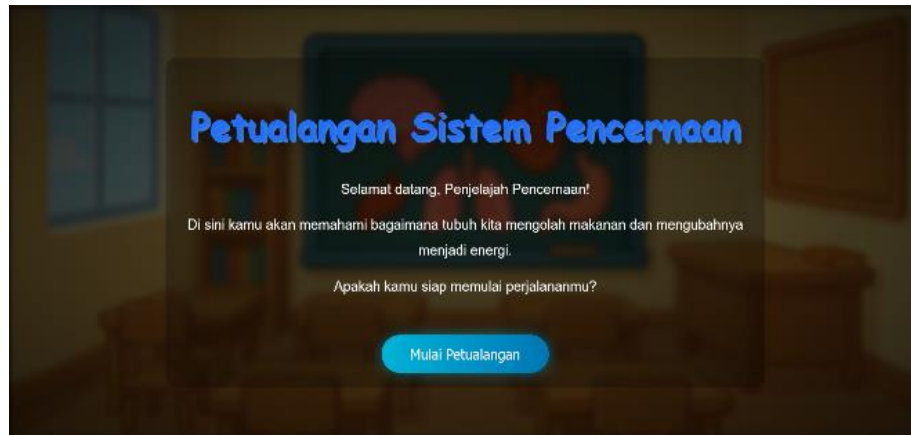 Petualangan Sistem Pencernaan
Selamat datang, Penjelajah Pencernaan!
Di sini kamu akan memahami bagaimana tubuh kita mengolah makanan dan mengubahnya
menjadi energi.
Apakah kamu siap memulai perjalananmu?
Mulai Petualangan